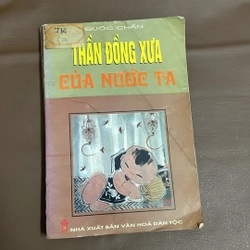 QUỐC CHẤN
THẦN ĐỒNG XƯA
CỦA NƯỚC TA
NHÀ XUẤT BẢN VĂN HOÁ DÂN TỘC